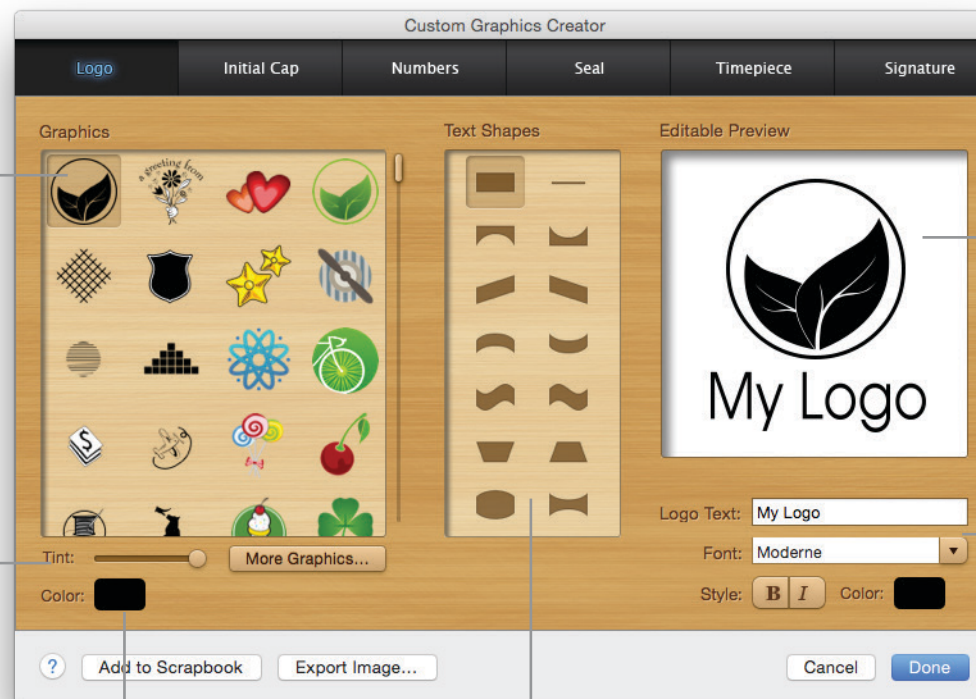 Custom Graphics Creator
Logo
Initial Cap
Numbers
Seal
Timepiece
Signature
Graphics
Text Shapes
Editable Preview
a greeting from
$
My Logo
Logo Text: My Logo
Tint:
More Graphics...
Font: Moderne
Color:
Style: B I Color:
?
Add to Scrapbook
Export Image...
Cancel
Done